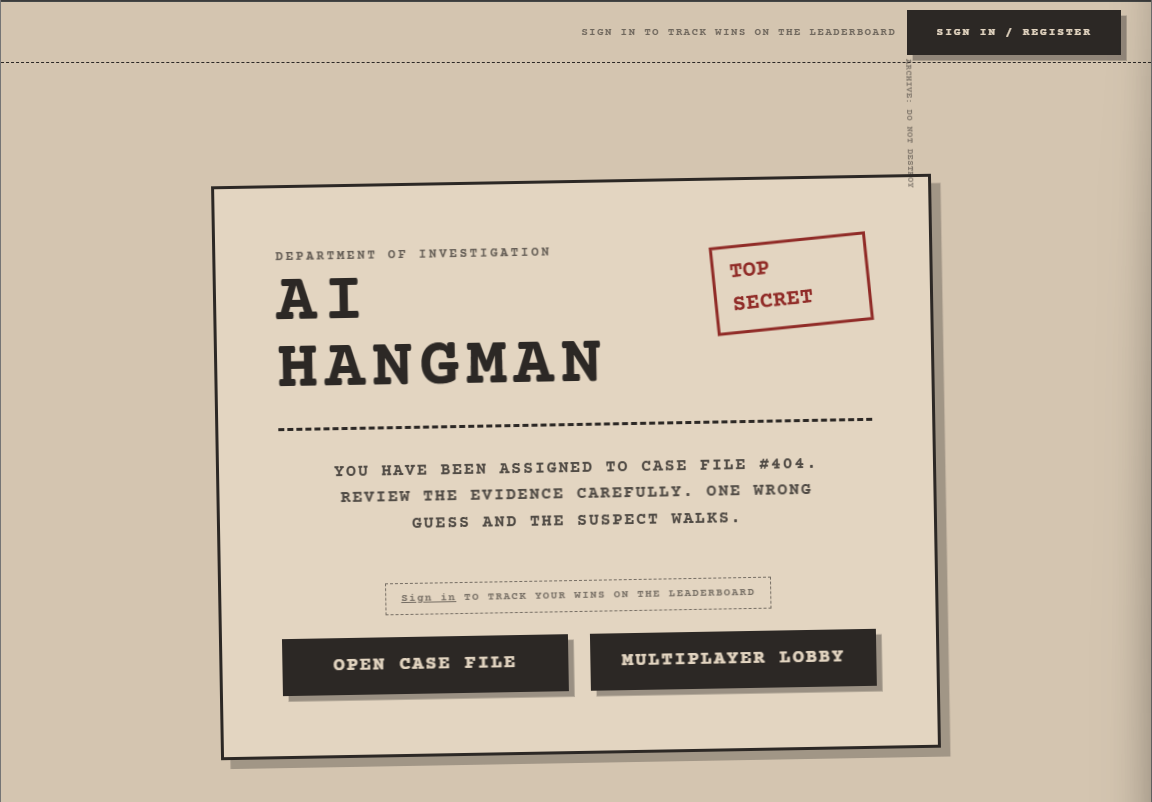 SIGN IN TO TRACK WINS ON THE LEADERBOARD
SIGN IN / REGISTER
ARCHIVE: DO NOT DESTROY
DEPARTMENT OF INVESTIGATION
AI
HANGMAN
TOP
SECRET
YOU HAVE BEEN ASSIGNED TO CASE FILE #404.
REVIEW THE EVIDENCE CAREFULLY. ONE WRONG
GUESS AND THE SUSPECT WALKS.
Sign in TO TRACK YOUR WINS ON THE LEADERBOARD
OPEN CASE FILE
MULTIPLAYER LOBBY